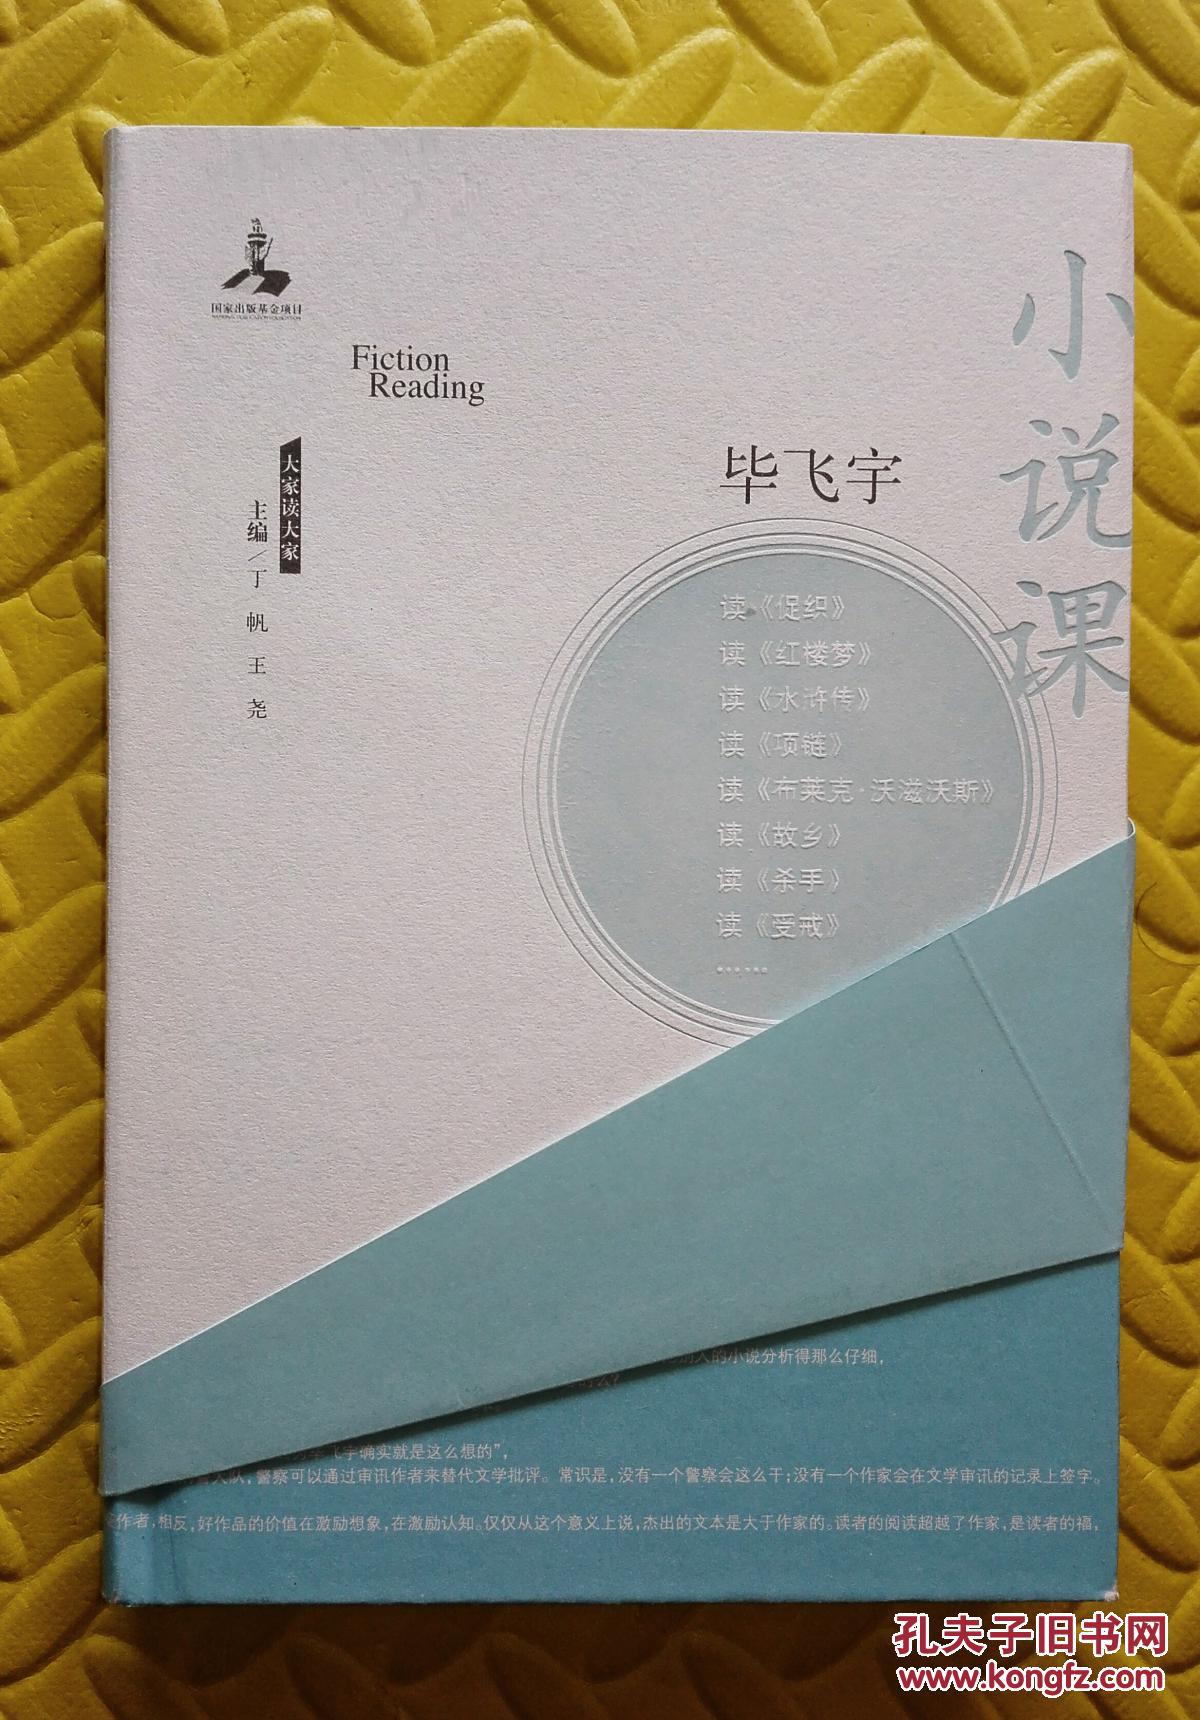 国家出版基金项目
Fiction
Reading
大家读大家
主编／丁 帆 王 尧
小说课
毕飞宇
读《促织》
读《红楼梦》
读《水浒传》
读《项链》
读《布莱克·沃滋沃斯》
读《故乡》
读《杀手》
读《受戒》
……
别人的小说分析得那么仔细，
飞宇确实就是这么想的”，
大队，警察可以通过审讯作者来替代文学批评。常识是，没有一个警察会这么干；没有一个作家会在文学审讯的记录上签字。
作者，相反，好作品的价值在激励想象，在激励认知。仅仅从这个意义上说，杰出的文本是大于作家的。读者的阅读超越了作家，是读者的福，
孔夫子旧书网
www.kongfz.com